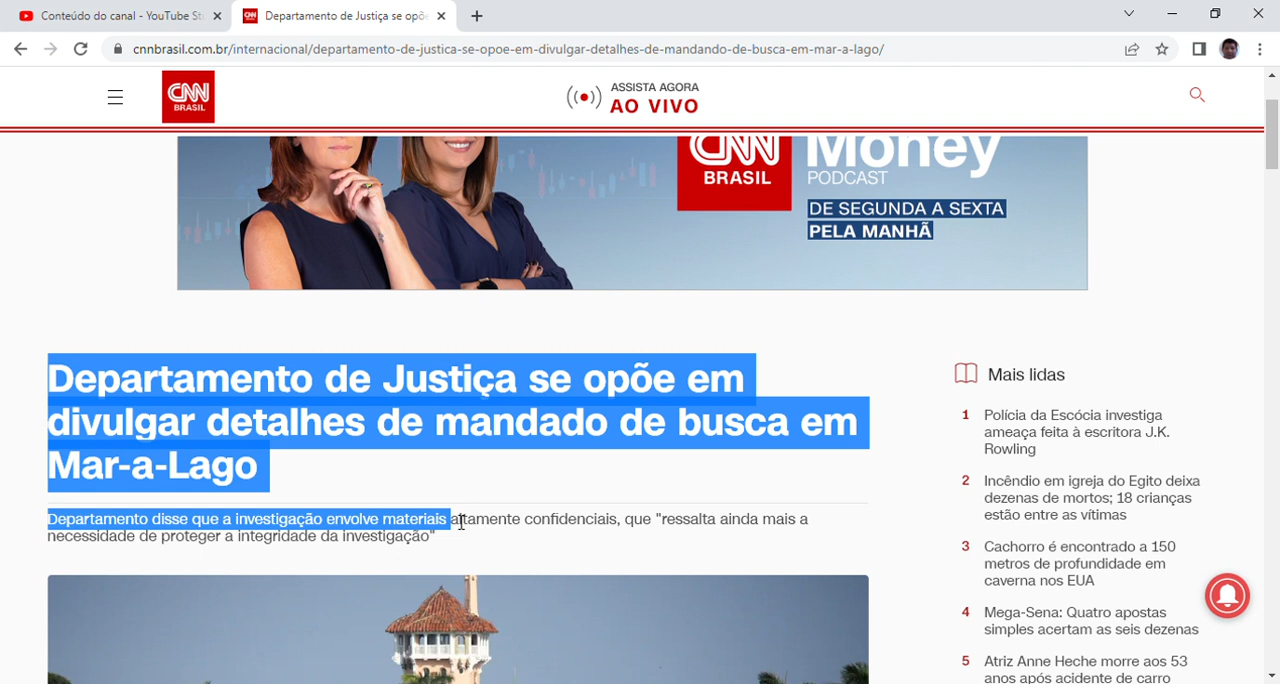 Conteúdo do canal - YouTube St
Departamento de Justiça se opõe
cnnbrasil.com.br/internacional/departamento-de-justica-se-opoe-em-divulgar-detalhes-de-mandando-de-busca-em-mar-a-lago/
CNN
BRASIL
ASSISTA AGORA
AO VIVO
CNN
BRASIL
Money
PODCAST
DE SEGUNDA A SEXTA
PELA MANHÃ
Departamento de Justiça se opõe em
divulgar detalhes de mandado de busca em
Mar-a-Lago
Departamento disse que a investigação envolve materiais altamente confidenciais, que "ressalta ainda mais a
necessidade de proteger a integridade da investigação"
Mais lidas
1 Polícia da Escócia investiga
ameaça feita à escritora J.K.
Rowling
2 Incêndio em igreja do Egito deixa
dezenas de mortos; 18 crianças
estão entre as vítimas
3 Cachorro é encontrado a 150
metros de profundidade em
caverna nos EUA
4 Mega-Sena: Quatro apostas
simples acertam as seis dezenas
5 Atriz Anne Heche morre aos 53
anos após acidente de carro